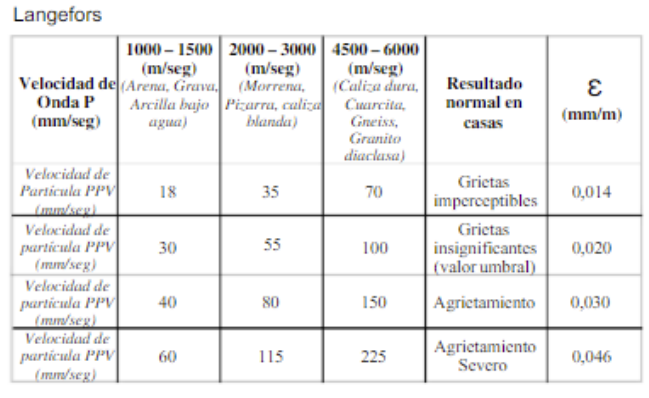 Langefors
Velocidad de Onda P (mm/seg) 1000 – 1500 (m/seg) (Arena, Grava, Arcilla bajo agua) 2000 – 3000 (m/seg) (Morrena, Pizarra, caliza blanda) 4500 – 6000 (m/seg) (Caliza dura, Cuarcita, Gneiss, Granito diaclasa) Resultado normal en casas Ɛ (mm/m)
Velocidad de Partícula PPV (mm/seg) 18 35 70 Grietas imperceptibles 0,014
Velocidad de partícula PPV (mm/seg) 30 55 100 Grietas insignificantes (valor umbral) 0,020
Velocidad de partícula PPV (mm/seg) 40 80 150 Agrietamiento 0,030
Velocidad de partícula PPV (mm/seg) 60 115 225 Agrietamiento Severo 0,046